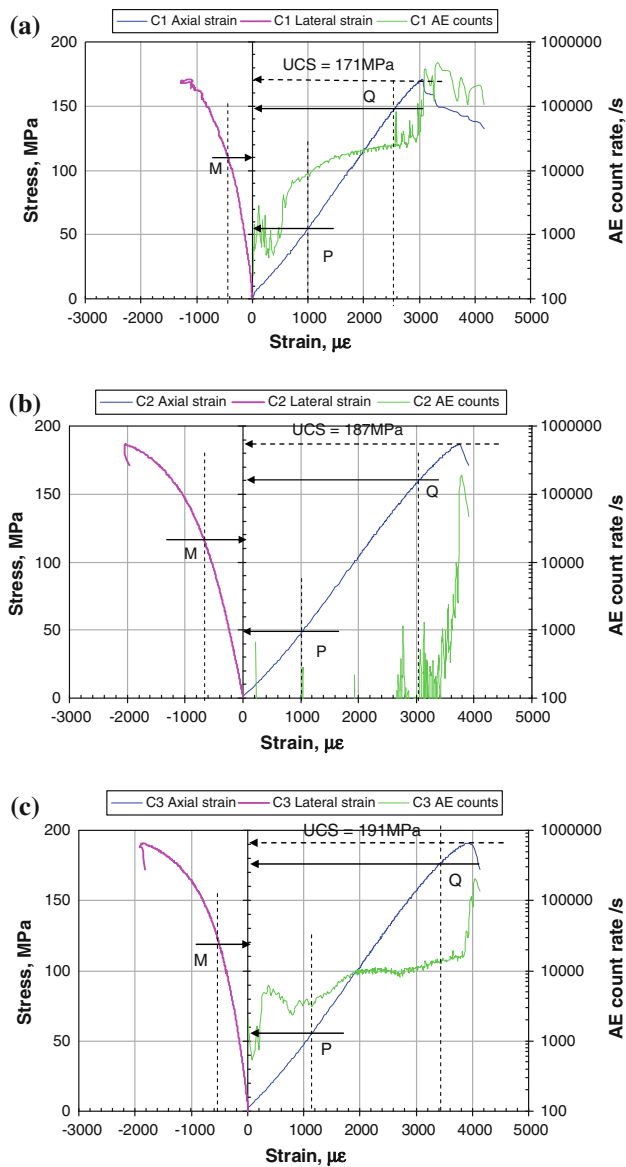 (a)
C1 Axial strain C1 Lateral strain C1 AE counts
200 1000000
UCS = 171MPa
150 Q 100000
100 M 10000
50 P 1000
0 100
-3000 -2000 -1000 0 1000 2000 3000 4000 5000
Stress, MPa
AE count rate, /s
Strain, µε
(b)
C2 Axial strain C2 Lateral strain C2 AE counts
200 1000000
UCS = 187MPa
150 Q 100000
100 M 10000
50 P 1000
0 100
-3000 -2000 -1000 0 1000 2000 3000 4000 5000
Stress, MPa
AE count rate /s
Strain, µε
(c)
C3 Axial strain C3 Lateral strain C3 AE counts
200 1000000
UCS = 191MPa
150 Q 100000
100 M 10000
50 P 1000
0 100
-3000 -2000 -1000 0 1000 2000 3000 4000 5000
Stress, MPa
AE count rate /s
Strain, µε